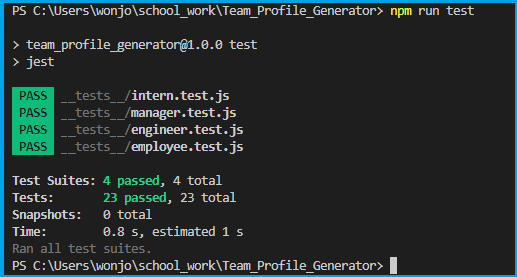 PS C:\Users\wonjo\school_work\Team_Profile_Generator> npm run test
> team_profile_generator@1.0.0 test
> jest
PASS __tests__/intern.test.js
PASS __tests__/manager.test.js
PASS __tests__/engineer.test.js
PASS __tests__/employee.test.js
Test Suites: 4 passed, 4 total
Tests:       23 passed, 23 total
Snapshots:   0 total
Time:        0.8 s, estimated 1 s
Ran all test suites.
PS C:\Users\wonjo\school_work\Team_Profile_Generator>